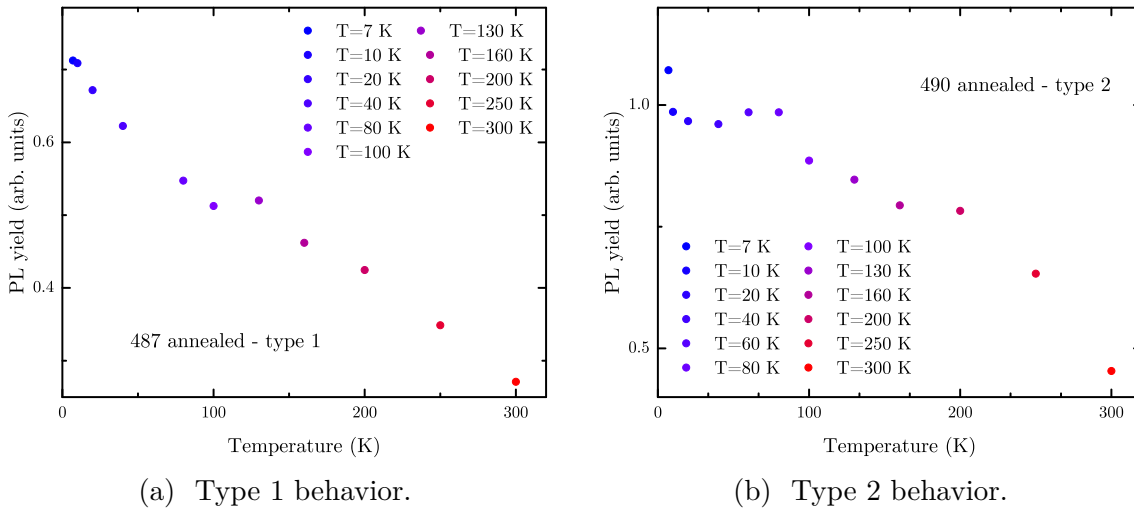 PL yield (arb. units)
0.6
0.4
T=7 K
T=10 K
T=20 K
T=40 K
T=80 K
T=100 K
T=130 K
T=160 K
T=200 K
T=250 K
T=300 K
487 annealed - type 1
0
100
200
300
Temperature (K)
(a) Type 1 behavior.
PL yield (arb. units)
1.0
0.5
490 annealed - type 2
T=7 K
T=10 K
T=20 K
T=40 K
T=60 K
T=80 K
T=100 K
T=130 K
T=160 K
T=200 K
T=250 K
T=300 K
0
100
200
300
Temperature (K)
(b) Type 2 behavior.